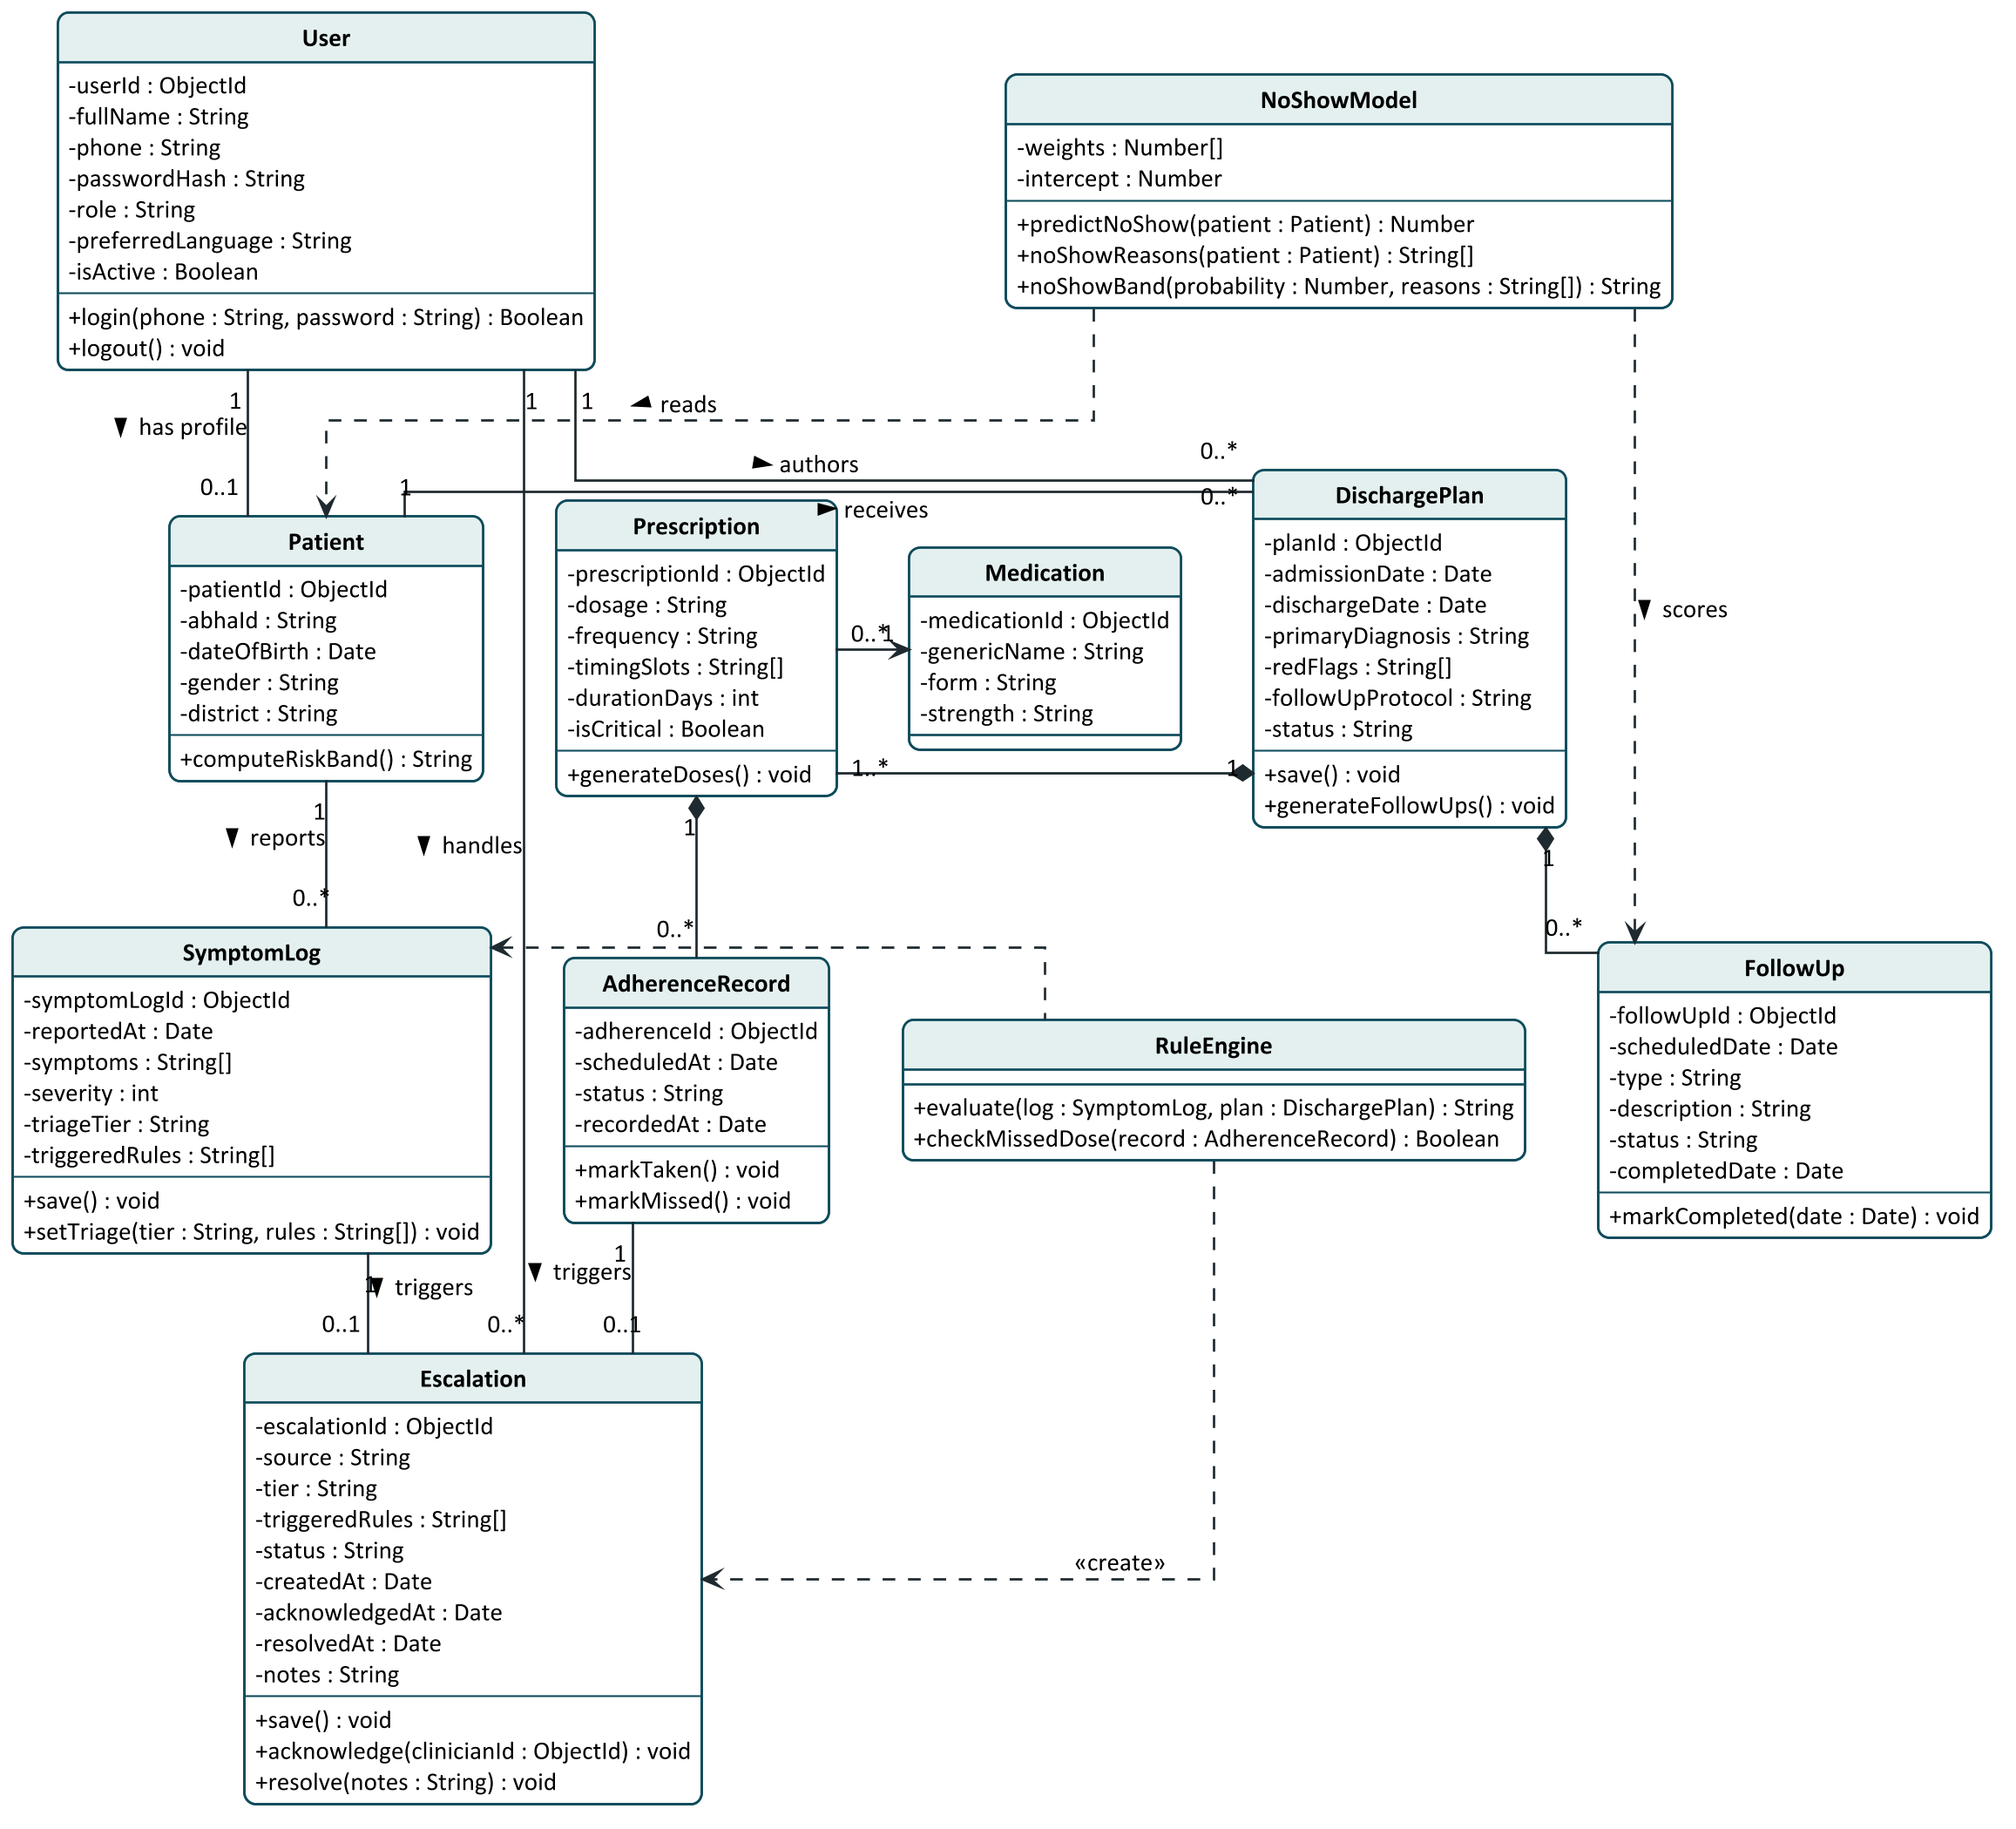 User
-userId : ObjectId
-fullName : String
-phone : String
-passwordHash : String
-role : String
-preferredLanguage : String
-isActive : Boolean
+login(phone : String, password : String) : Boolean
+logout() : void
NoShowModel
-weights : Number[]
-intercept : Number
+predictNoShow(patient : Patient) : Number
+noShowReasons(patient : Patient) : String[]
+noShowBand(probability : Number, reasons : String[]) : String
1
has profile
0..1
1
1
reads
authors
0..*
1
0..*
receives
scores
Patient
-patientId : ObjectId
-abhaId : String
-dateOfBirth : Date
-gender : String
-district : String
+computeRiskBand() : String
Prescription
-prescriptionId : ObjectId
-dosage : String
-frequency : String
-timingSlots : String[]
-durationDays : int
-isCritical : Boolean
+generateDoses() : void
0..*
1
Medication
-medicationId : ObjectId
-genericName : String
-form : String
-strength : String
DischargePlan
-planId : ObjectId
-admissionDate : Date
-dischargeDate : Date
-primaryDiagnosis : String
-redFlags : String[]
-followUpProtocol : String
-status : String
+save() : void
+generateFollowUps() : void
1..*
1
1
reports
0..*
handles
1
0..*
1
0..*
SymptomLog
-symptomLogId : ObjectId
-reportedAt : Date
-symptoms : String[]
-severity : int
-triageTier : String
-triggeredRules : String[]
+save() : void
+setTriage(tier : String, rules : String[]) : void
AdherenceRecord
-adherenceId : ObjectId
-scheduledAt : Date
-status : String
-recordedAt : Date
+markTaken() : void
+markMissed() : void
RuleEngine
+evaluate(log : SymptomLog, plan : DischargePlan) : String
+checkMissedDose(record : AdherenceRecord) : Boolean
FollowUp
-followUpId : ObjectId
-scheduledDate : Date
-type : String
-description : String
-status : String
-completedDate : Date
+markCompleted(date : Date) : void
1
triggers
0..1
0..*
1
triggers
0..1
Escalation
-escalationId : ObjectId
-source : String
-tier : String
-triggeredRules : String[]
-status : String
-createdAt : Date
-acknowledgedAt : Date
-resolvedAt : Date
-notes : String
+save() : void
+acknowledge(clinicianId : ObjectId) : void
+resolve(notes : String) : void
«create»